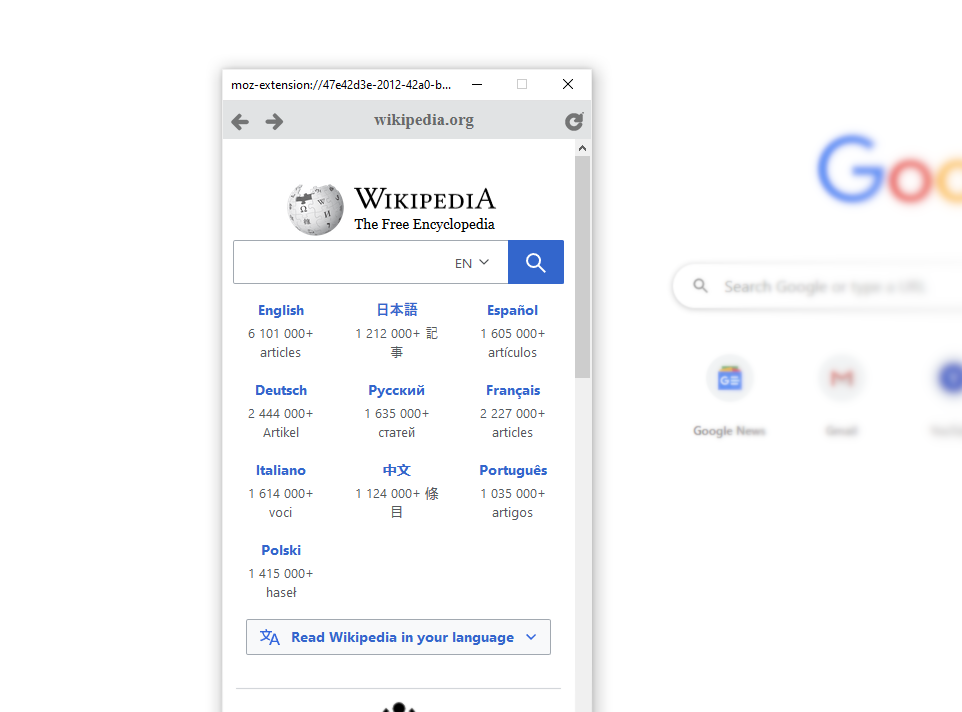 moz-extension://47e42d3e-2012-42a0-b...
wikipedia.org
WIKIPEDIA
The Free Encyclopedia
EN
English
6 101 000+
articles
日本語
1 212 000+ 記
事
Español
1 605 000+
artículos
Deutsch
2 444 000+
Artikel
Русский
1 635 000+
статей
Français
2 227 000+
articles
Italiano
1 614 000+
voci
中文
1 124 000+ 條
目
Português
1 035 000+
artigos
Polski
1 415 000+
haseł
Read Wikipedia in your language
Goo
Search Google or type a URL
GE
Google News
Gmail